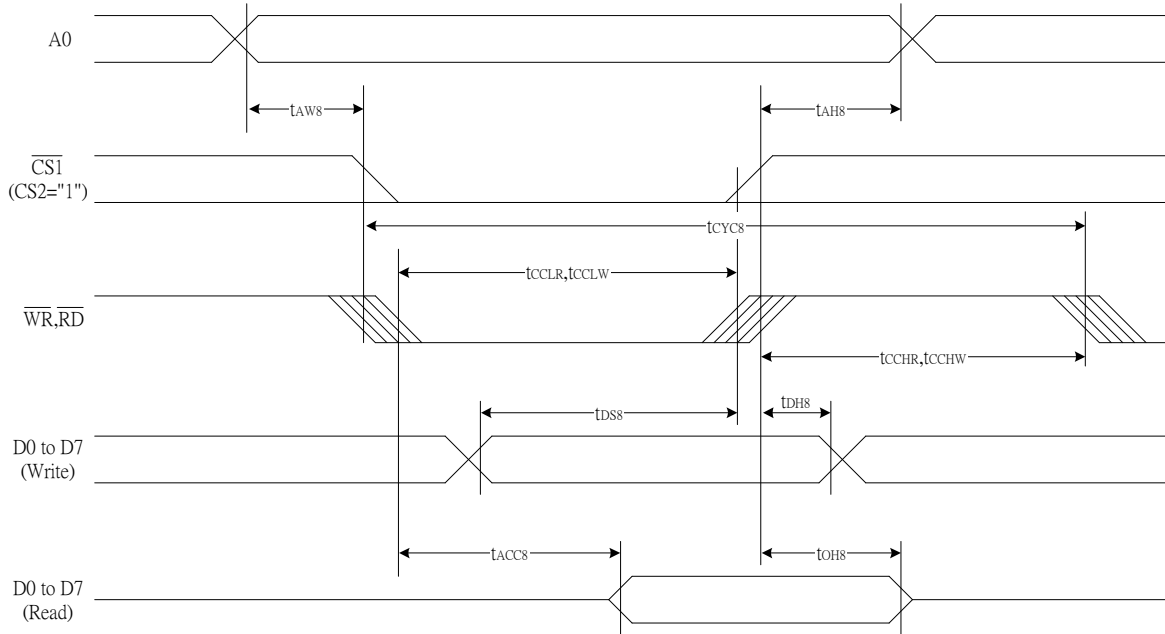 A0
tAW8
tAH8
CS1
(CS2="1")
tCYC8
tCCLR,tCCLW
WR,RD
tCCHR,tCCHW
tDS8
tDH8
D0 to D7
(Write)
tACC8
tOH8
D0 to D7
(Read)